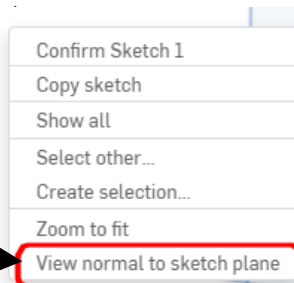 Confirm Sketch 1
Copy sketch
Show all
Select other...
Create selection...
Zoom to fit
View normal to sketch plane